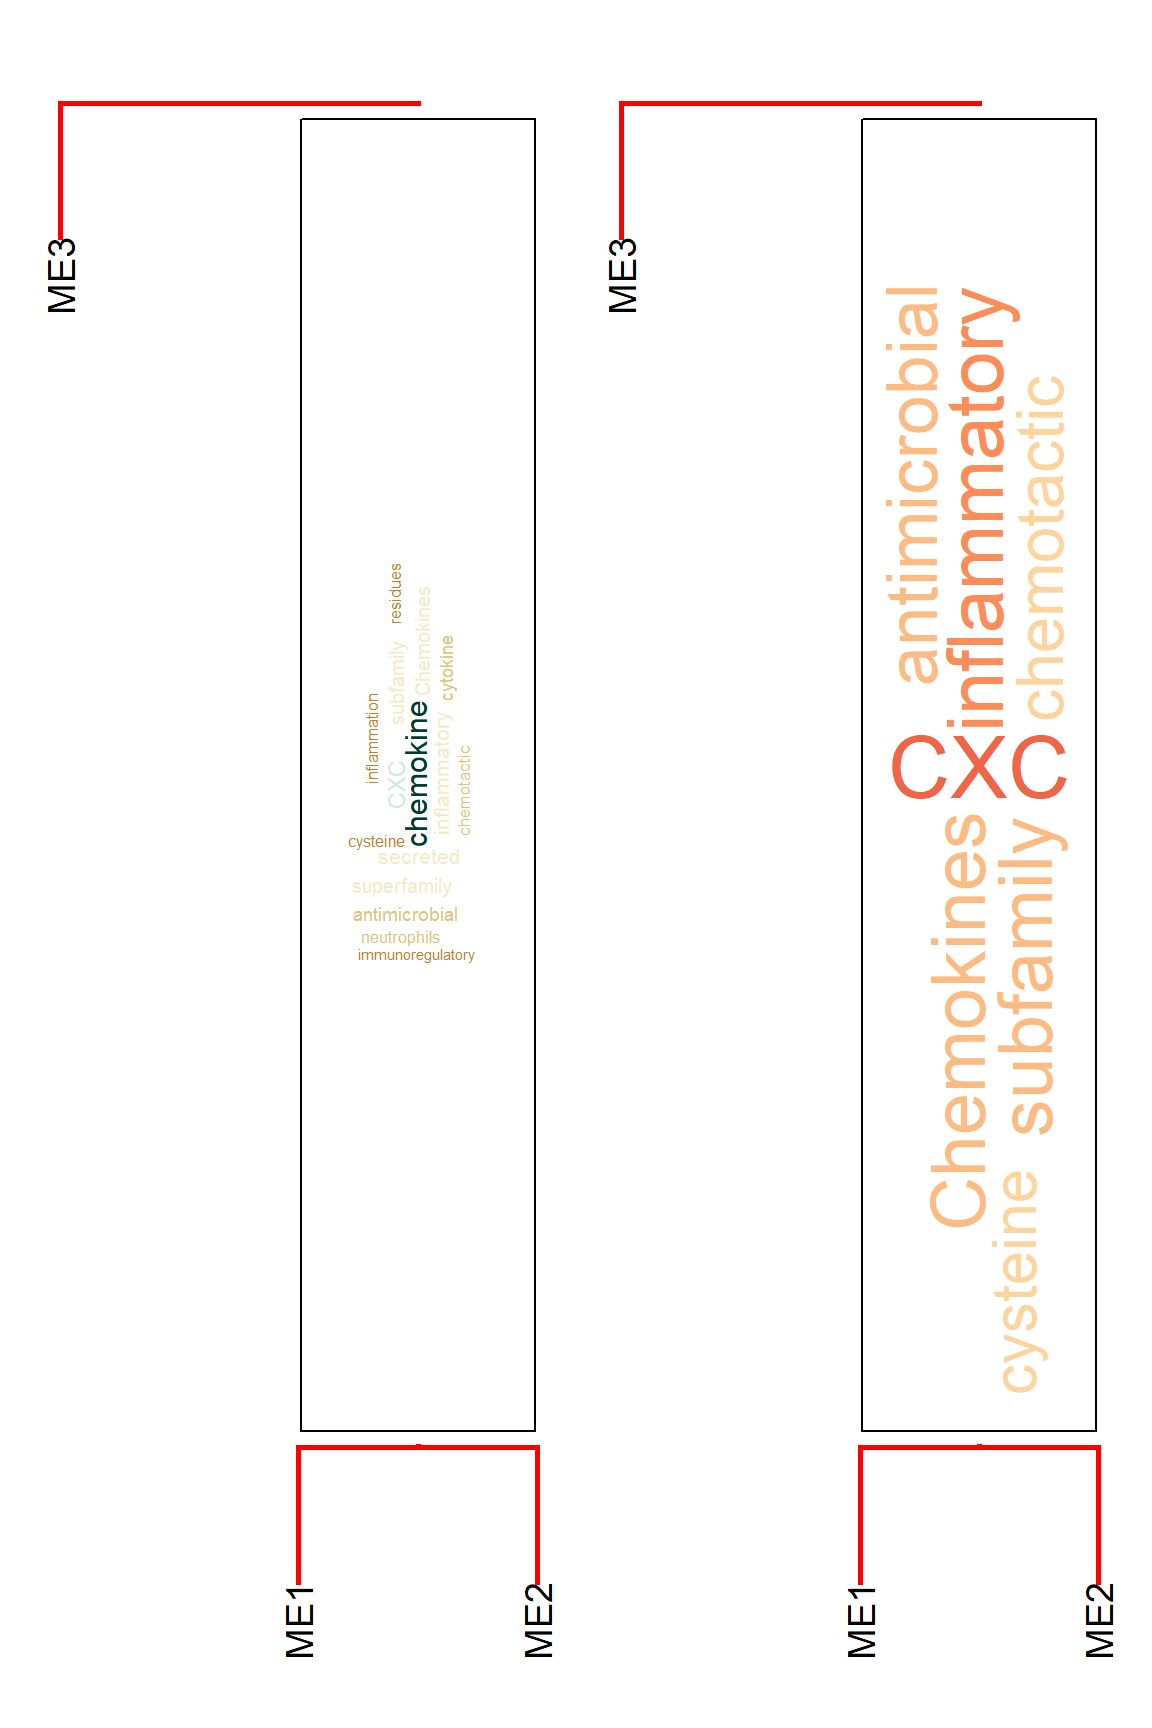 ME3
residues
Chemokines
subfamily
cytokine
inflammation
chemokine
inflammatory
CXC
chemotactic
cysteine
secreted
superfamily
antimicrobial
neutrophils
immunoregulatory
ME1
ME2
ME3
antimicrobial
inflammatory
chemotactic
CXC
Chemokines
subfamily
cysteine
ME1
ME2